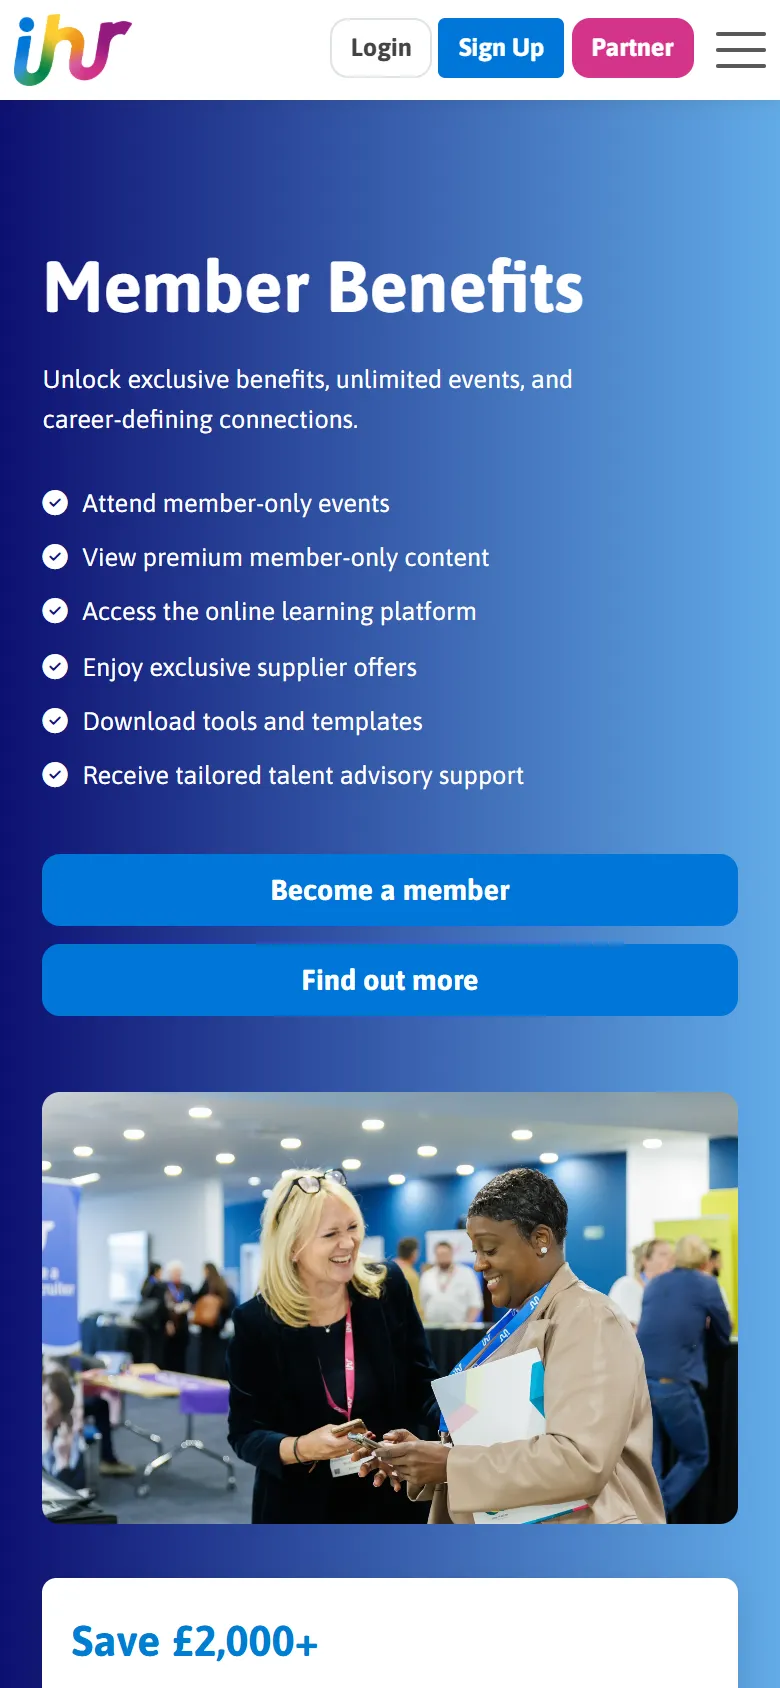 ihr
Login
Sign Up
Partner
Member Benefits
Unlock exclusive benefits, unlimited events, and
career-defining connections.
Attend member-only events
View premium member-only content
Access the online learning platform
Enjoy exclusive supplier offers
Download tools and templates
Receive tailored talent advisory support
Become a member
Find out more
Save £2,000+